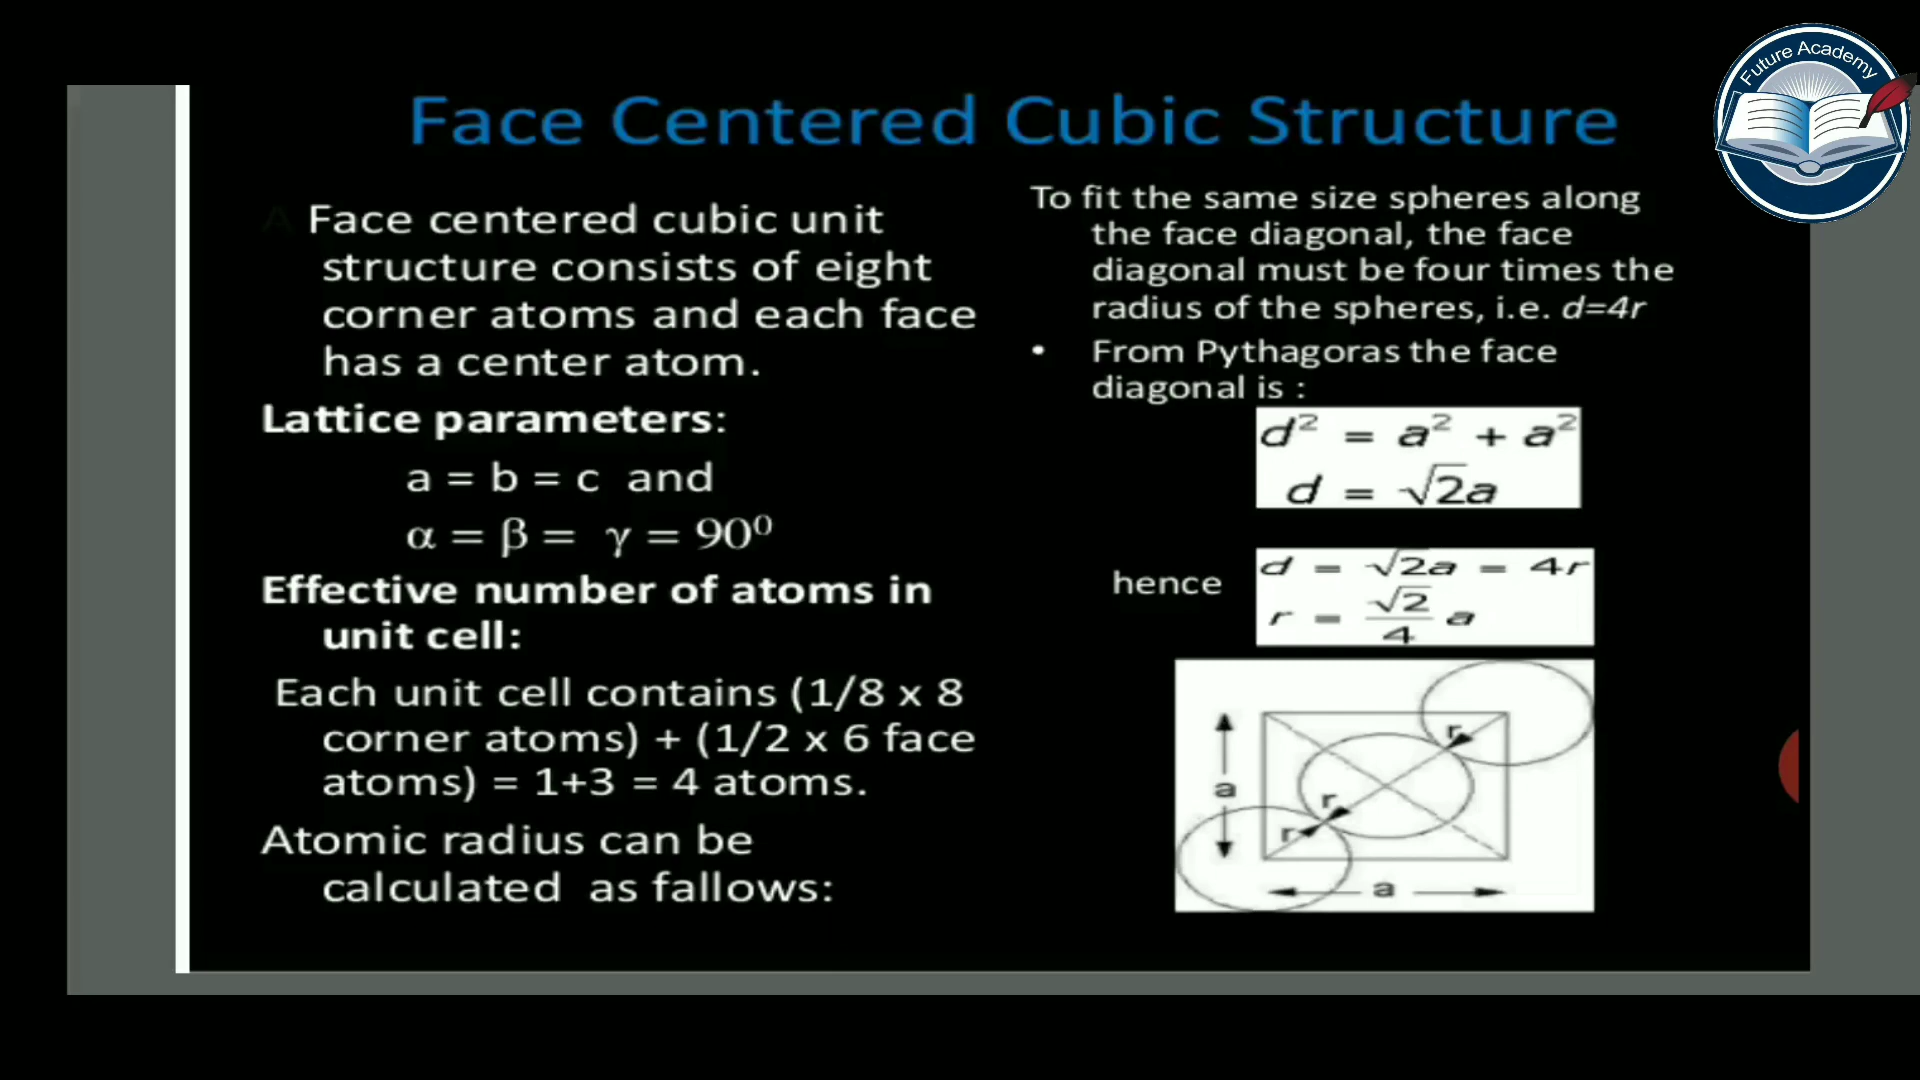 Future Academy
Face Centered Cubic Structure
A Face centered cubic unit
structure consists of eight
corner atoms and each face
has a center atom.
Lattice parameters:
a = b = c and
α = β = γ = 90⁰
Effective number of atoms in
unit cell:
Each unit cell contains (1/8 x 8
corner atoms) + (1/2 x 6 face
atoms) = 1+3 = 4 atoms.
Atomic radius can be
calculated as fallows:
To fit the same size spheres along
the face diagonal, the face
diagonal must be four times the
radius of the spheres, i.e. d=4r
• From Pythagoras the face
diagonal is :
d² = a² + a²
d = √2a
hence
d = √2a = 4r
r = √2/4 a
r
a
r
r
a